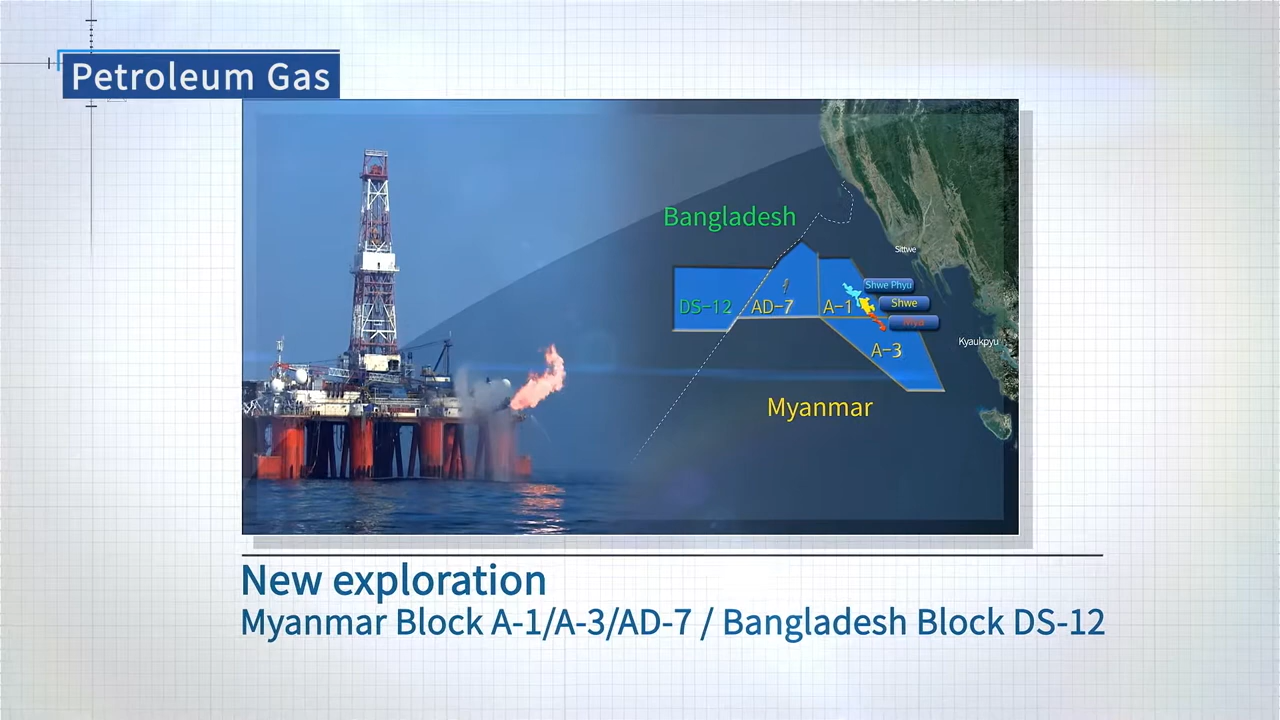 Petroleum Gas
Bangladesh
Sittwe
Shwe Phyu
DS-12
AD-7
A-1
Shwe
Mya
Kyaukpyu
A-3
Myanmar
New exploration
Myanmar Block A-1/A-3/AD-7 / Bangladesh Block DS-12